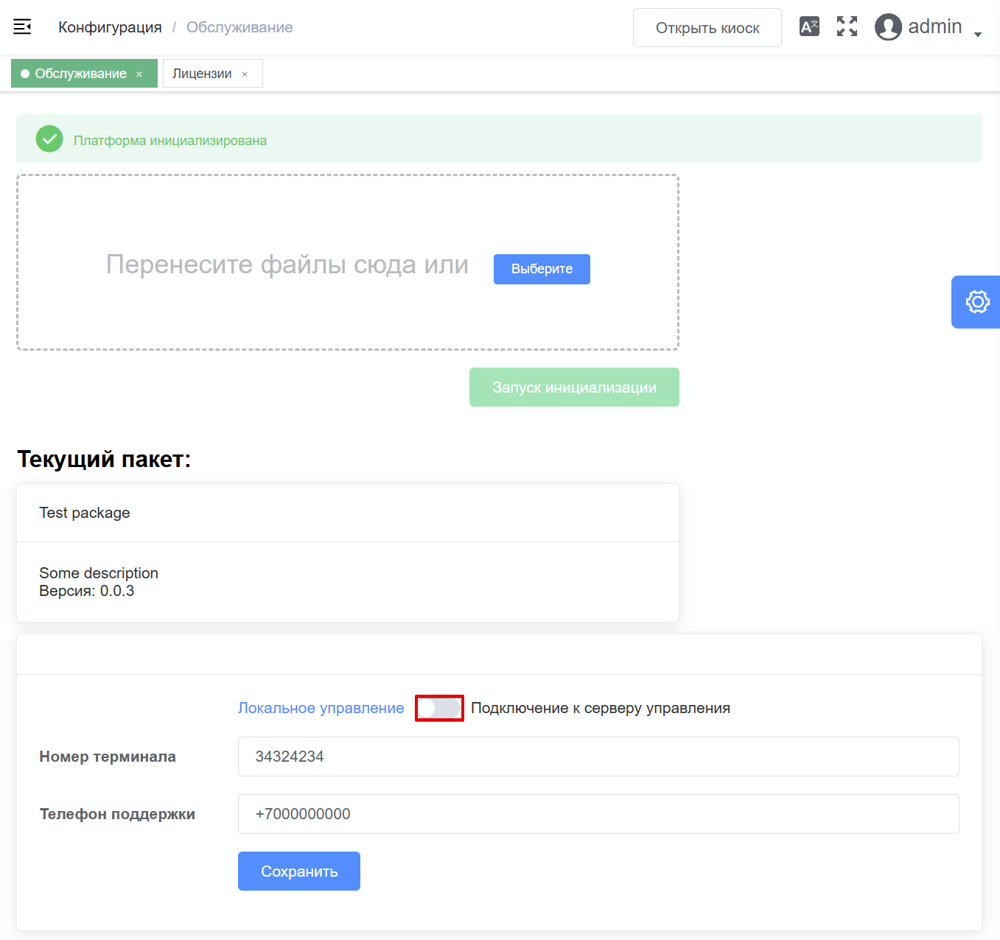 Конфигурация / Обслуживание
Открыть киоск
admin
Обслуживание ×
Лицензии ×
Платформа инициализирована
Перенесите файлы сюда или
Выберите
Запуск инициализации
Текущий пакет:
Test package
Some description
Версия: 0.0.3
Локальное управление
Подключение к серверу управления
Номер терминала
34324234
Телефон поддержки
+7000000000
Сохранить